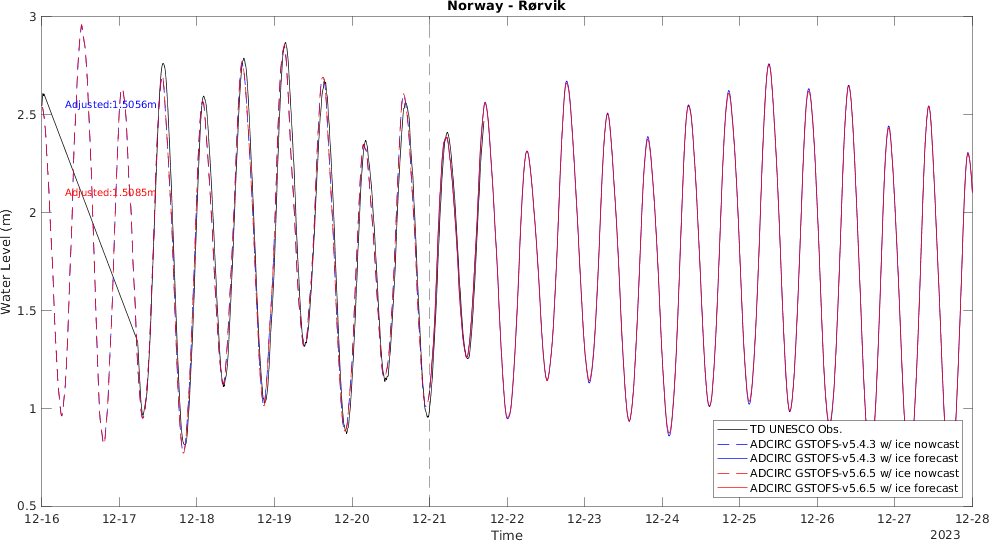 Norway - Rørvik
3
2.5
2
1.5
1
0.5
Water Level (m)
Adjusted:1.5056m
Adjusted:1.5085m
TD UNESCO Obs.
ADCIRC GSTOFS-v5.4.3 w/ ice nowcast
ADCIRC GSTOFS-v5.4.3 w/ ice forecast
ADCIRC GSTOFS-v5.6.5 w/ ice nowcast
ADCIRC GSTOFS-v5.6.5 w/ ice forecast
12-16 12-17 12-18 12-19 12-20 12-21 12-22 12-23 12-24 12-25 12-26 12-27 12-28
Time
2023